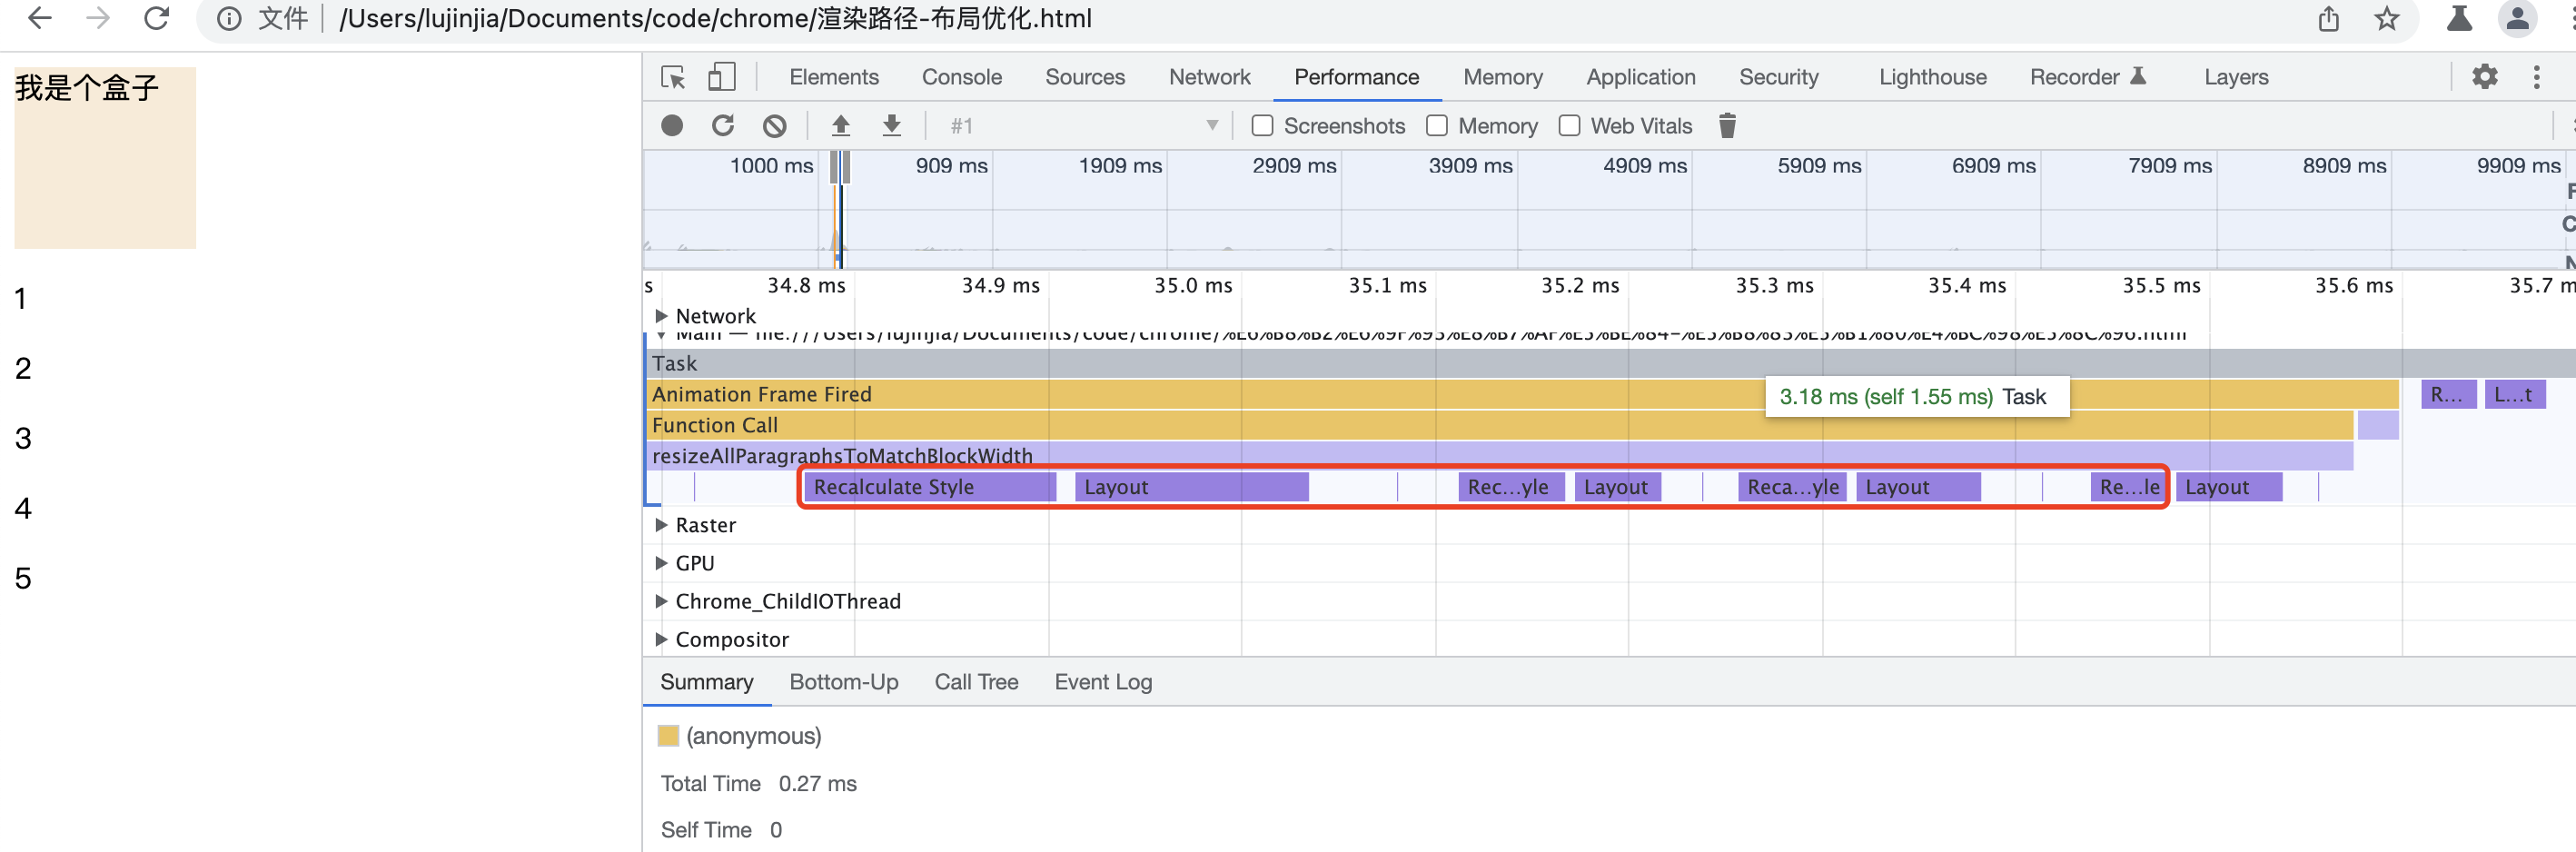 文件 /Users/lujinjia/Documents/code/chrome/渲染路径-布局优化.html
我是个盒子
1
2
3
4
5
Elements Console Sources Network Performance Memory Application Security Lighthouse Recorder Layers
#1 Screenshots Memory Web Vitals
1000 ms 909 ms 1909 ms 2909 ms 3909 ms 4909 ms 5909 ms 6909 ms 7909 ms 8909 ms 9909 ms
s 34.8 ms 34.9 ms 35.0 ms 35.1 ms 35.2 ms 35.3 ms 35.4 ms 35.5 ms 35.6 ms 35.7 m
Network
Main — file:///Users/lujinjia/Documents/code/chrome/%E6%B8%B2%E6%9F%93%E8%B7%AF%E5%BE%84-%E5%B8%83%E5%B1%80%E4%BC%98%E5%8C%96.html
Task
Animation Frame Fired R... L...t
3.18 ms (self 1.55 ms) Task
Function Call
resizeAllParagraphsToMatchBlockWidth
Recalculate Style Layout Rec...yle Layout Reca...yle Layout Re...le Layout
Raster
GPU
Chrome_ChildIOThread
Compositor
Summary Bottom-Up Call Tree Event Log
(anonymous)
Total Time 0.27 ms
Self Time 0